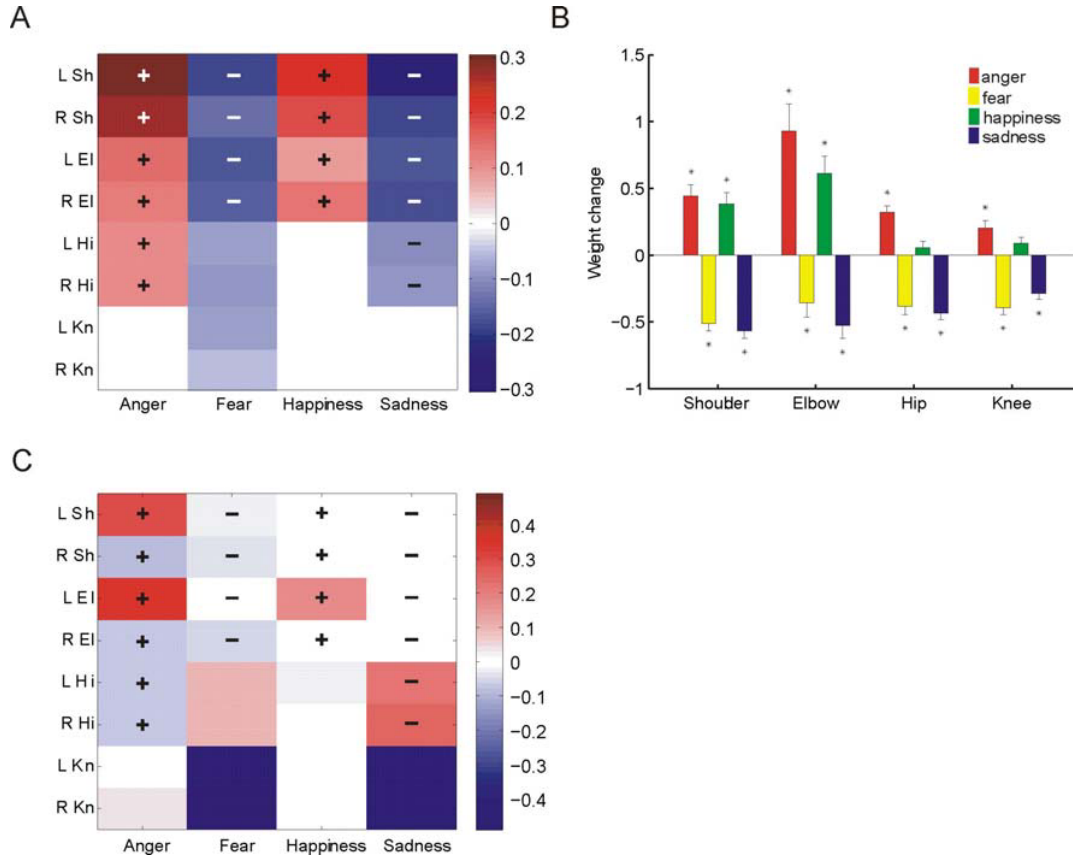 A
L Sh
R Sh
L El
R El
L Hi
R Hi
L Kn
R Kn
+ − + −
+ − + −
+ − + −
+ − + −
+ −
+ −
Anger Fear Happiness Sadness
0.3
0.2
0.1
0
−0.1
−0.2
−0.3
B
Weight change
1.5
1
0.5
0
−0.5
−1
anger
fear
happiness
sadness
* * * *
* *
* * * *
* * * *
Shoulder Elbow Hip Knee
C
L Sh
R Sh
L El
R El
L Hi
R Hi
L Kn
R Kn
+ − + −
+ − + −
+ − + −
+ − + −
+ −
+ −
Anger Fear Happiness Sadness
0.4
0.3
0.2
0.1
0
−0.1
−0.2
−0.3
−0.4